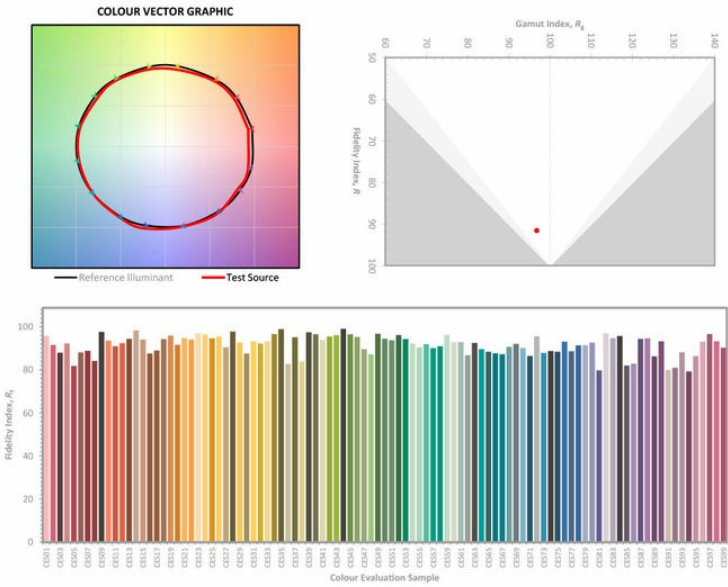 COLOUR VECTOR GRAPHIC
Reference Illuminant
Test Source
Gamut Index, Rg
60 70 80 90 100 110 120 130 140
Fidelity Index, R
50
60
70
80
90
100
Fidelity Index, Rf
100
80
60
40
20
0
CES01 CES03 CES05 CES07 CES09 CES11 CES13 CES15 CES17 CES19 CES21 CES23 CES25 CES27 CES29 CES31 CES33 CES35 CES37 CES39 CES41 CES43 CES45 CES47 CES49 CES51 CES53 CES55 CES57 CES59 CES61 CES63 CES65 CES67 CES69 CES71 CES73 CES75 CES77 CES79 CES81 CES83 CES85 CES87 CES89 CES91 CES93 CES95 CES97 CES99
Colour Evaluation Sample